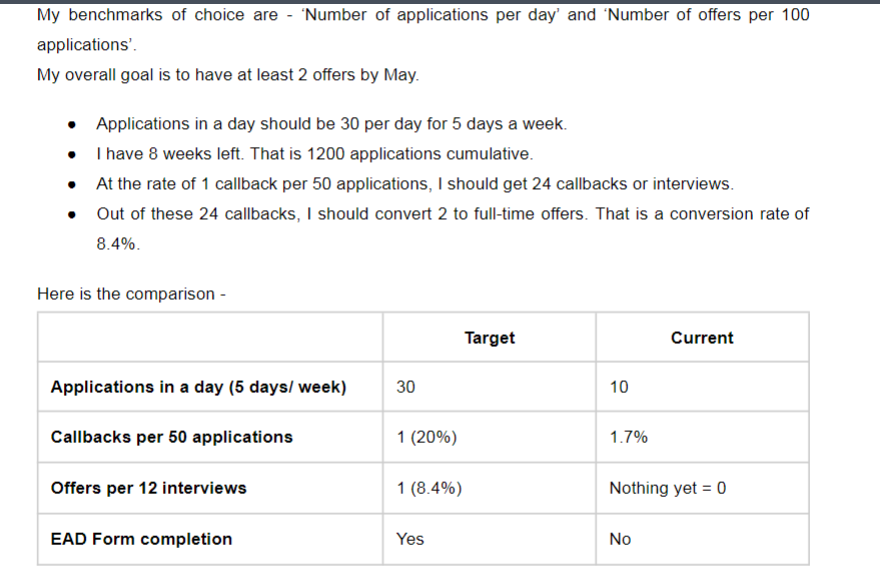 My benchmarks of choice are - 'Number of applications per day' and 'Number of offers per 100
applications'.
My overall goal is to have at least 2 offers by May.
● Applications in a day should be 30 per day for 5 days a week.
● I have 8 weeks left. That is 1200 applications cumulative.
● At the rate of 1 callback per 50 applications, I should get 24 callbacks or interviews.
● Out of these 24 callbacks, I should convert 2 to full-time offers. That is a conversion rate of
8.4%.
Here is the comparison -
Target Current
Applications in a day (5 days/ week) 30 10
Callbacks per 50 applications 1 (20%) 1.7%
Offers per 12 interviews 1 (8.4%) Nothing yet = 0
EAD Form completion Yes No